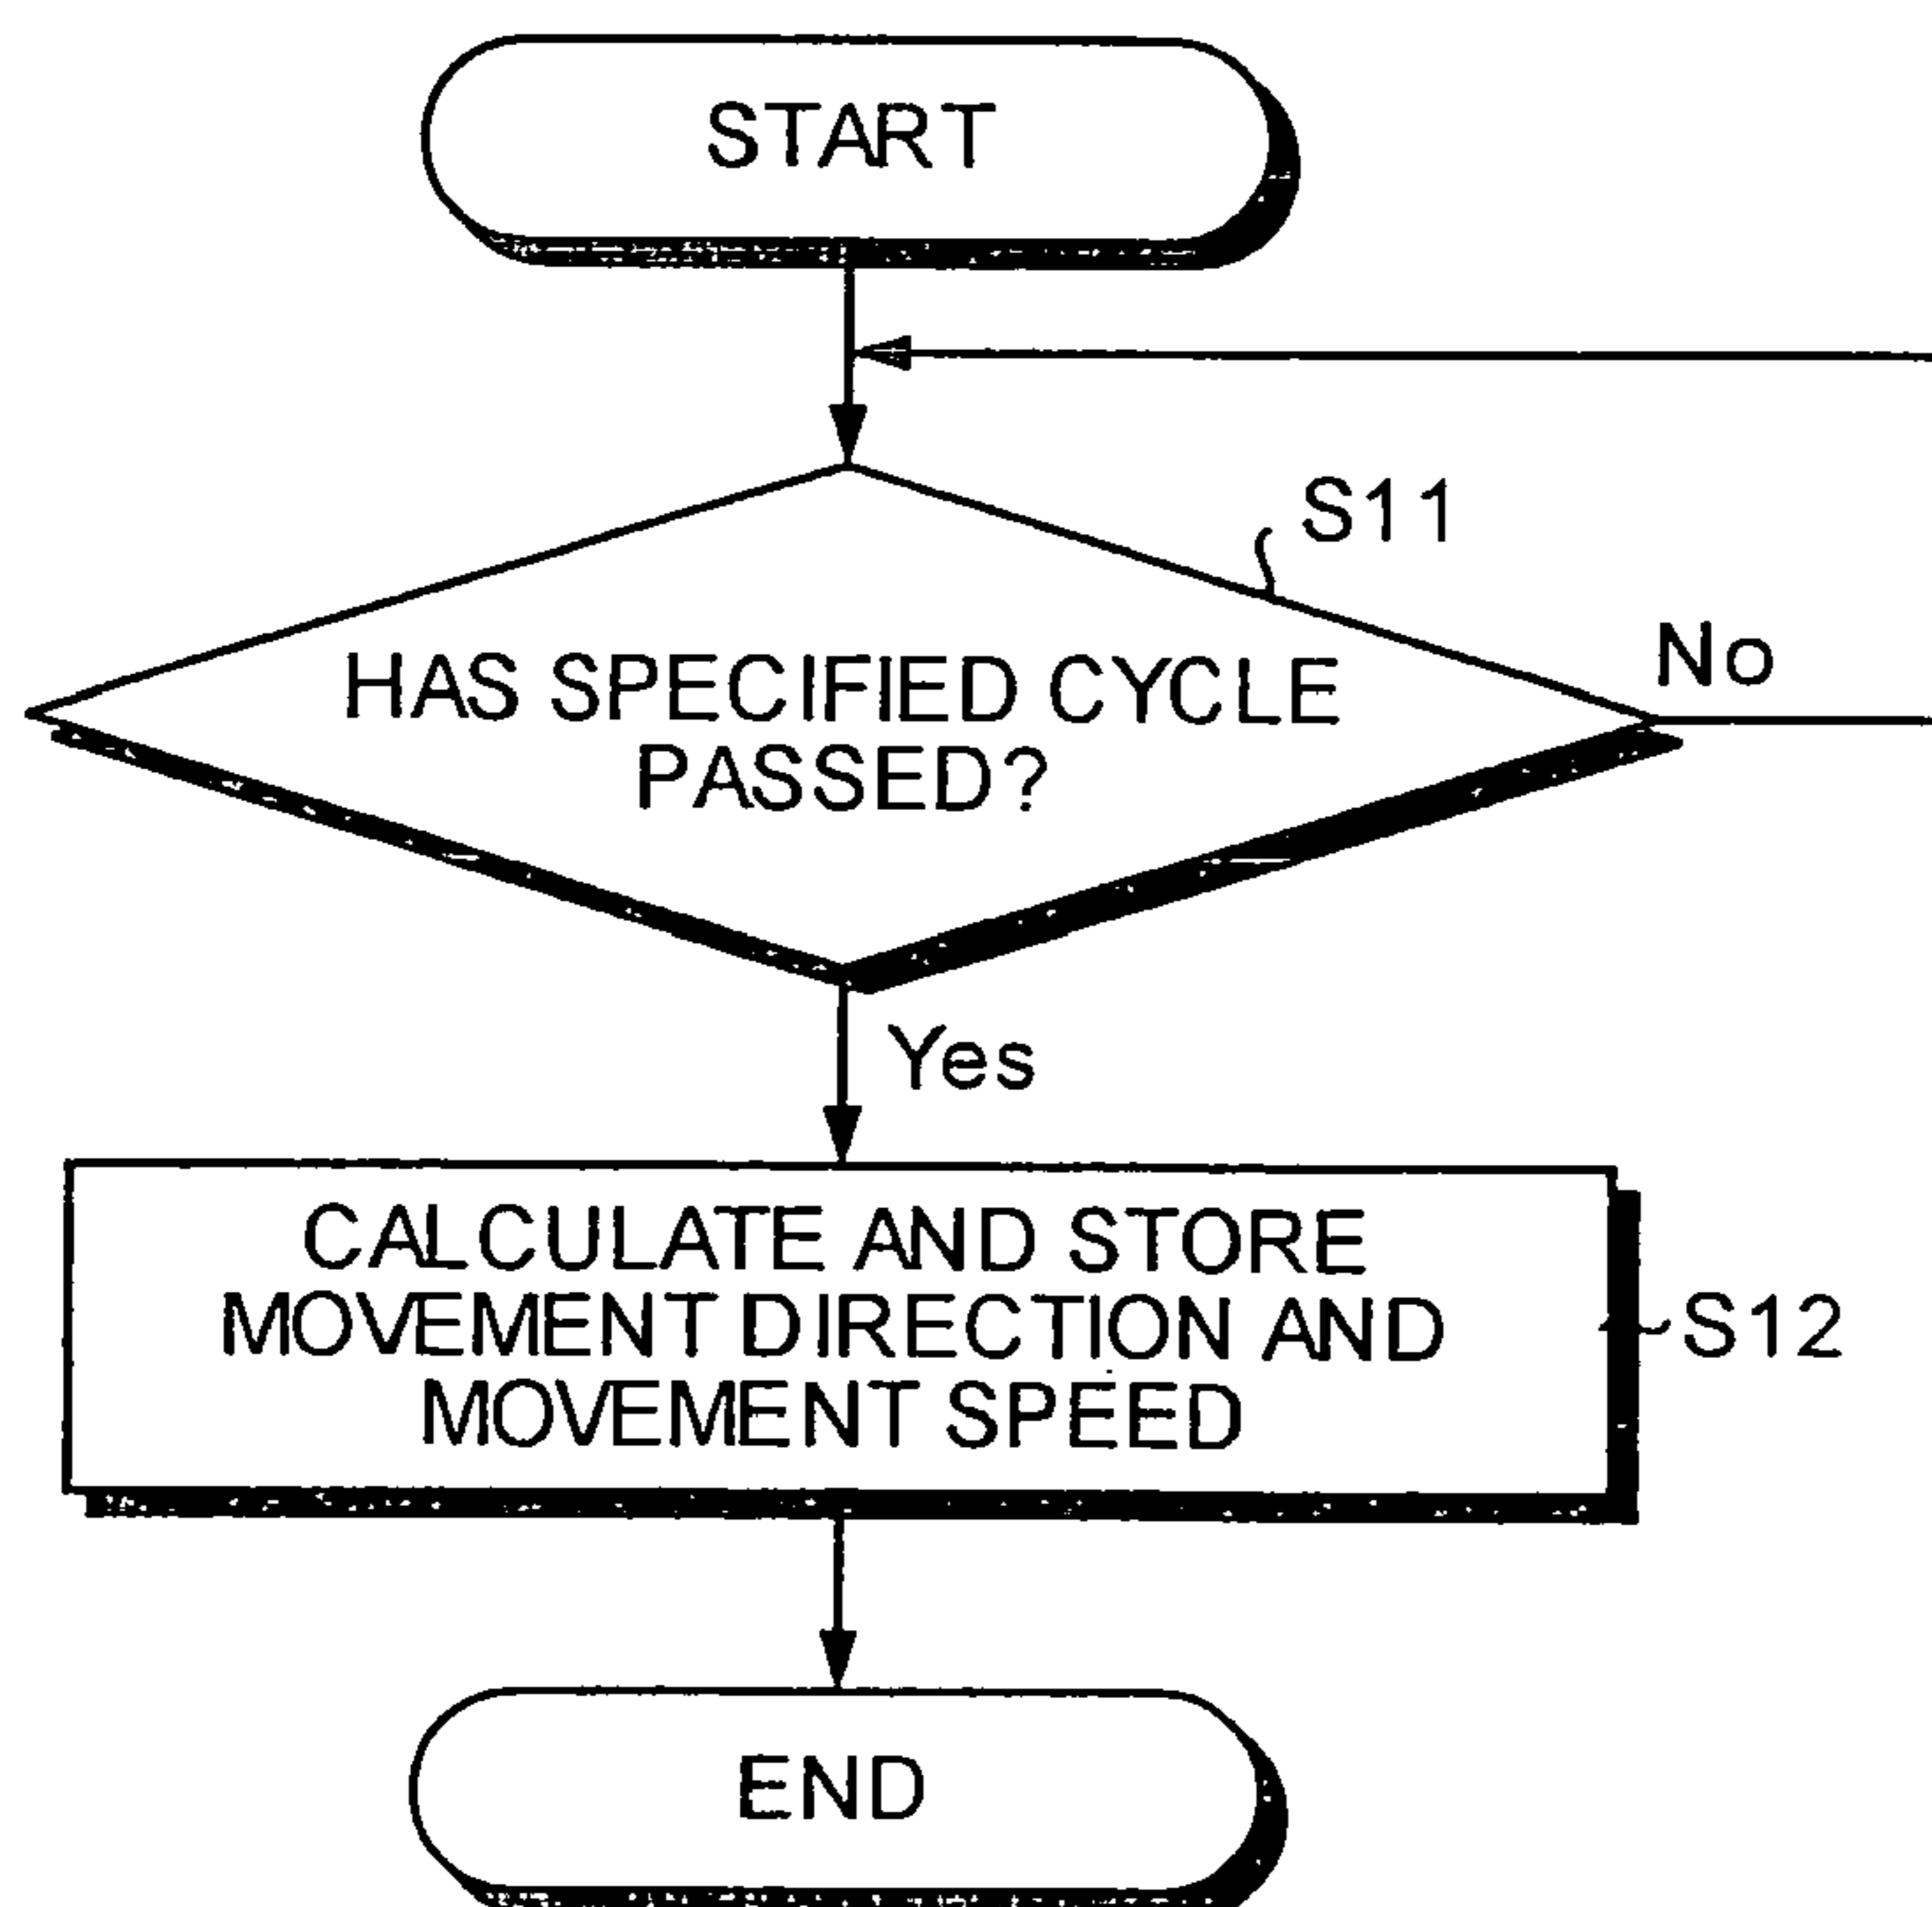 START
S11
HAS SPECIFIED CYCLE
PASSED?
No
Yes
CALCULATE AND STORE
MOVEMENT DIRECTION AND
MOVEMENT SPEED
S12
END